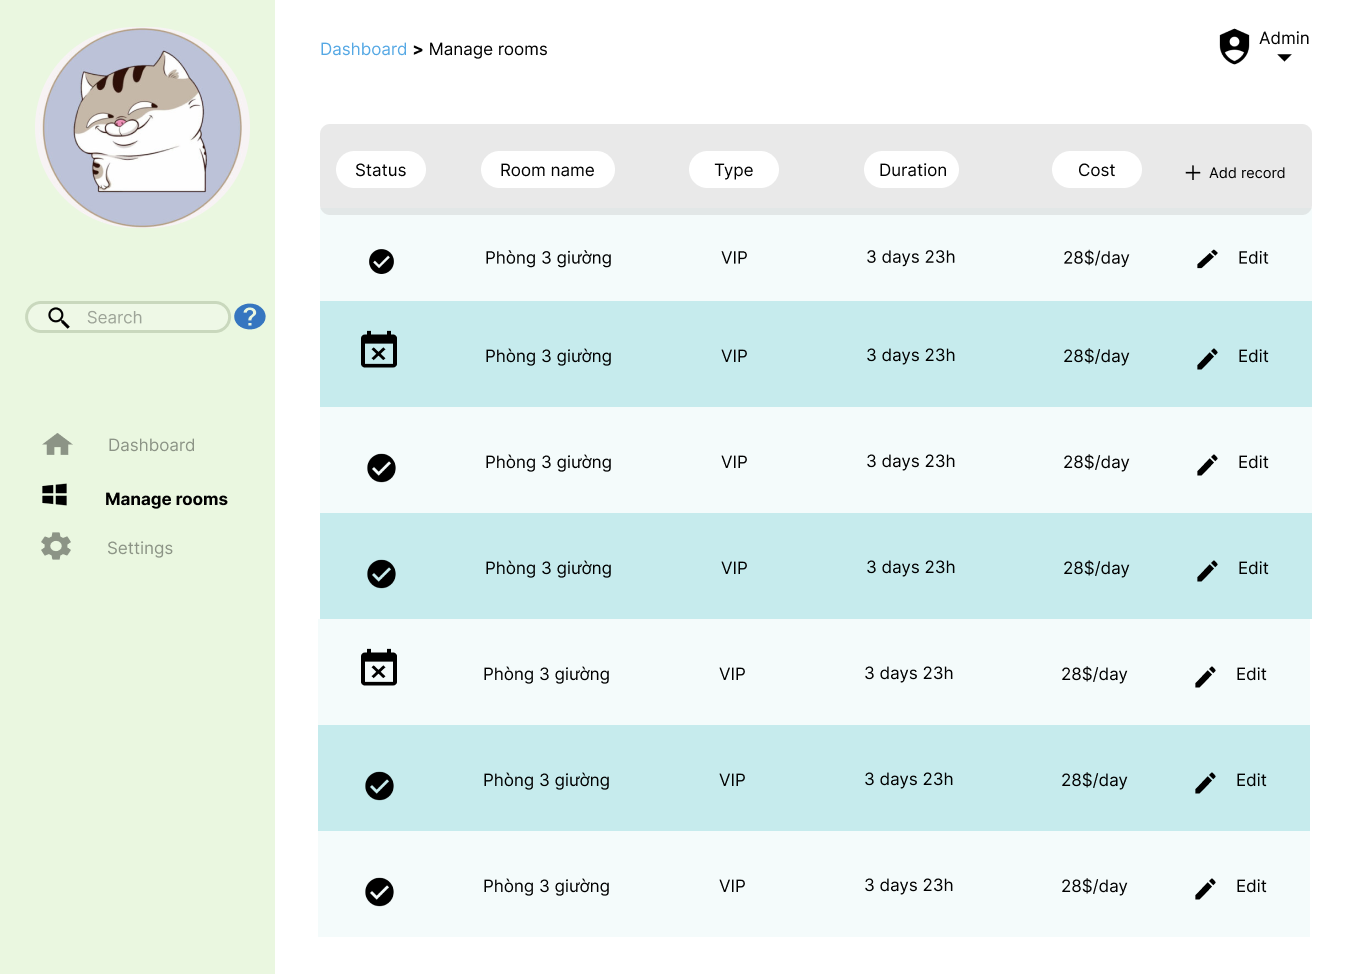 Dashboard > Manage rooms
Admin
Search
?
Dashboard
Manage rooms
Settings
Status Room name Type Duration Cost + Add record
Phòng 3 giường VIP 3 days 23h 28$/day Edit
Phòng 3 giường VIP 3 days 23h 28$/day Edit
Phòng 3 giường VIP 3 days 23h 28$/day Edit
Phòng 3 giường VIP 3 days 23h 28$/day Edit
Phòng 3 giường VIP 3 days 23h 28$/day Edit
Phòng 3 giường VIP 3 days 23h 28$/day Edit
Phòng 3 giường VIP 3 days 23h 28$/day Edit